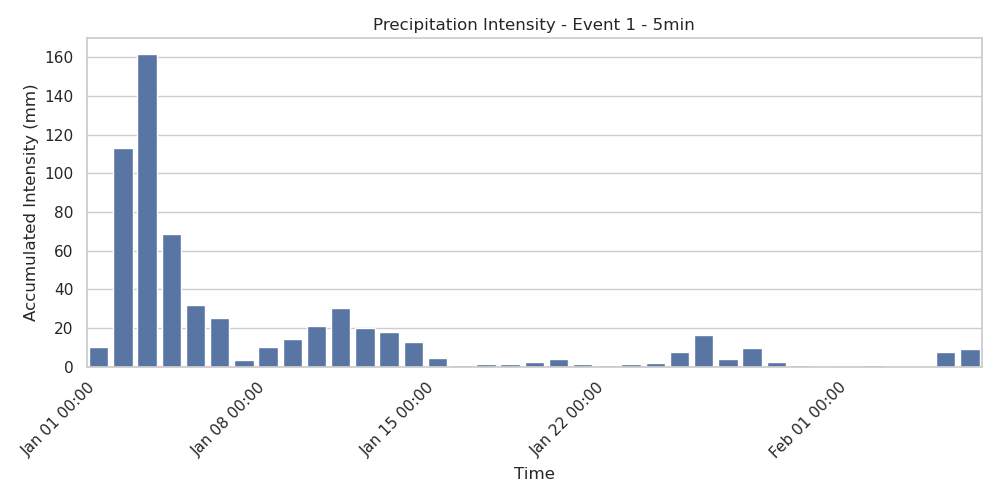 Precipitation Intensity - Event 1 - 5min
Accumulated Intensity (mm)
160
140
120
100
80
60
40
20
0
Jan 01 00:00
Jan 08 00:00
Jan 15 00:00
Jan 22 00:00
Feb 01 00:00
Time